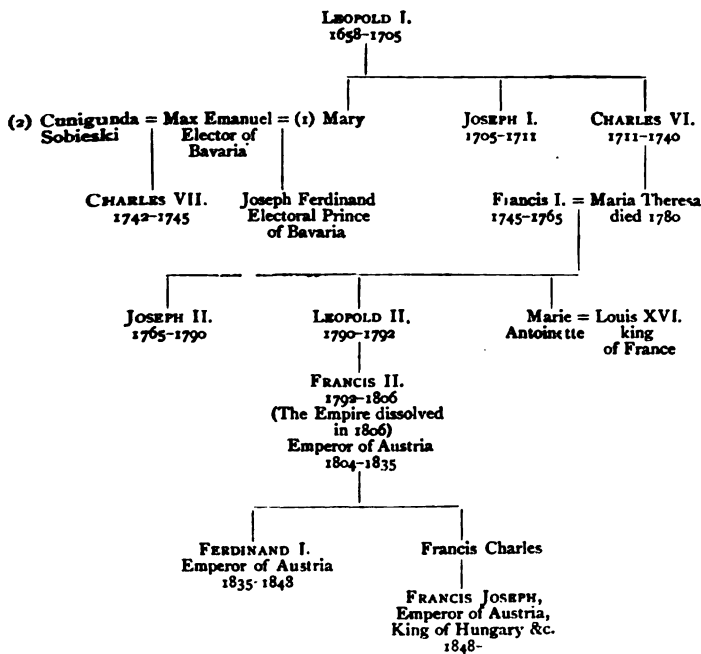 LEOPOLD I.
1658-1705
(2) Cunigunda = Max Emanuel = (1) Mary
Sobieski
Elector of
Bavaria
JOSEPH I.
1705-1711
CHARLES VI.
1711-1740
CHARLES VII.
1742-1745
Joseph Ferdinand
Electoral Prince
of Bavaria
Francis I. = Maria Theresa
1745-1765
died 1780
JOSEPH II.
1765-1790
LEOPOLD II.
1790-1792
Marie = Louis XVI.
Antoinette
king
of France
FRANCIS II.
1792-1806
(The Empire dissolved
in 1806)
Emperor of Austria
1804-1835
FERDINAND I.
Emperor of Austria
1835-1848
Francis Charles
FRANCIS JOSEPH,
Emperor of Austria,
King of Hungary &c.
1848-